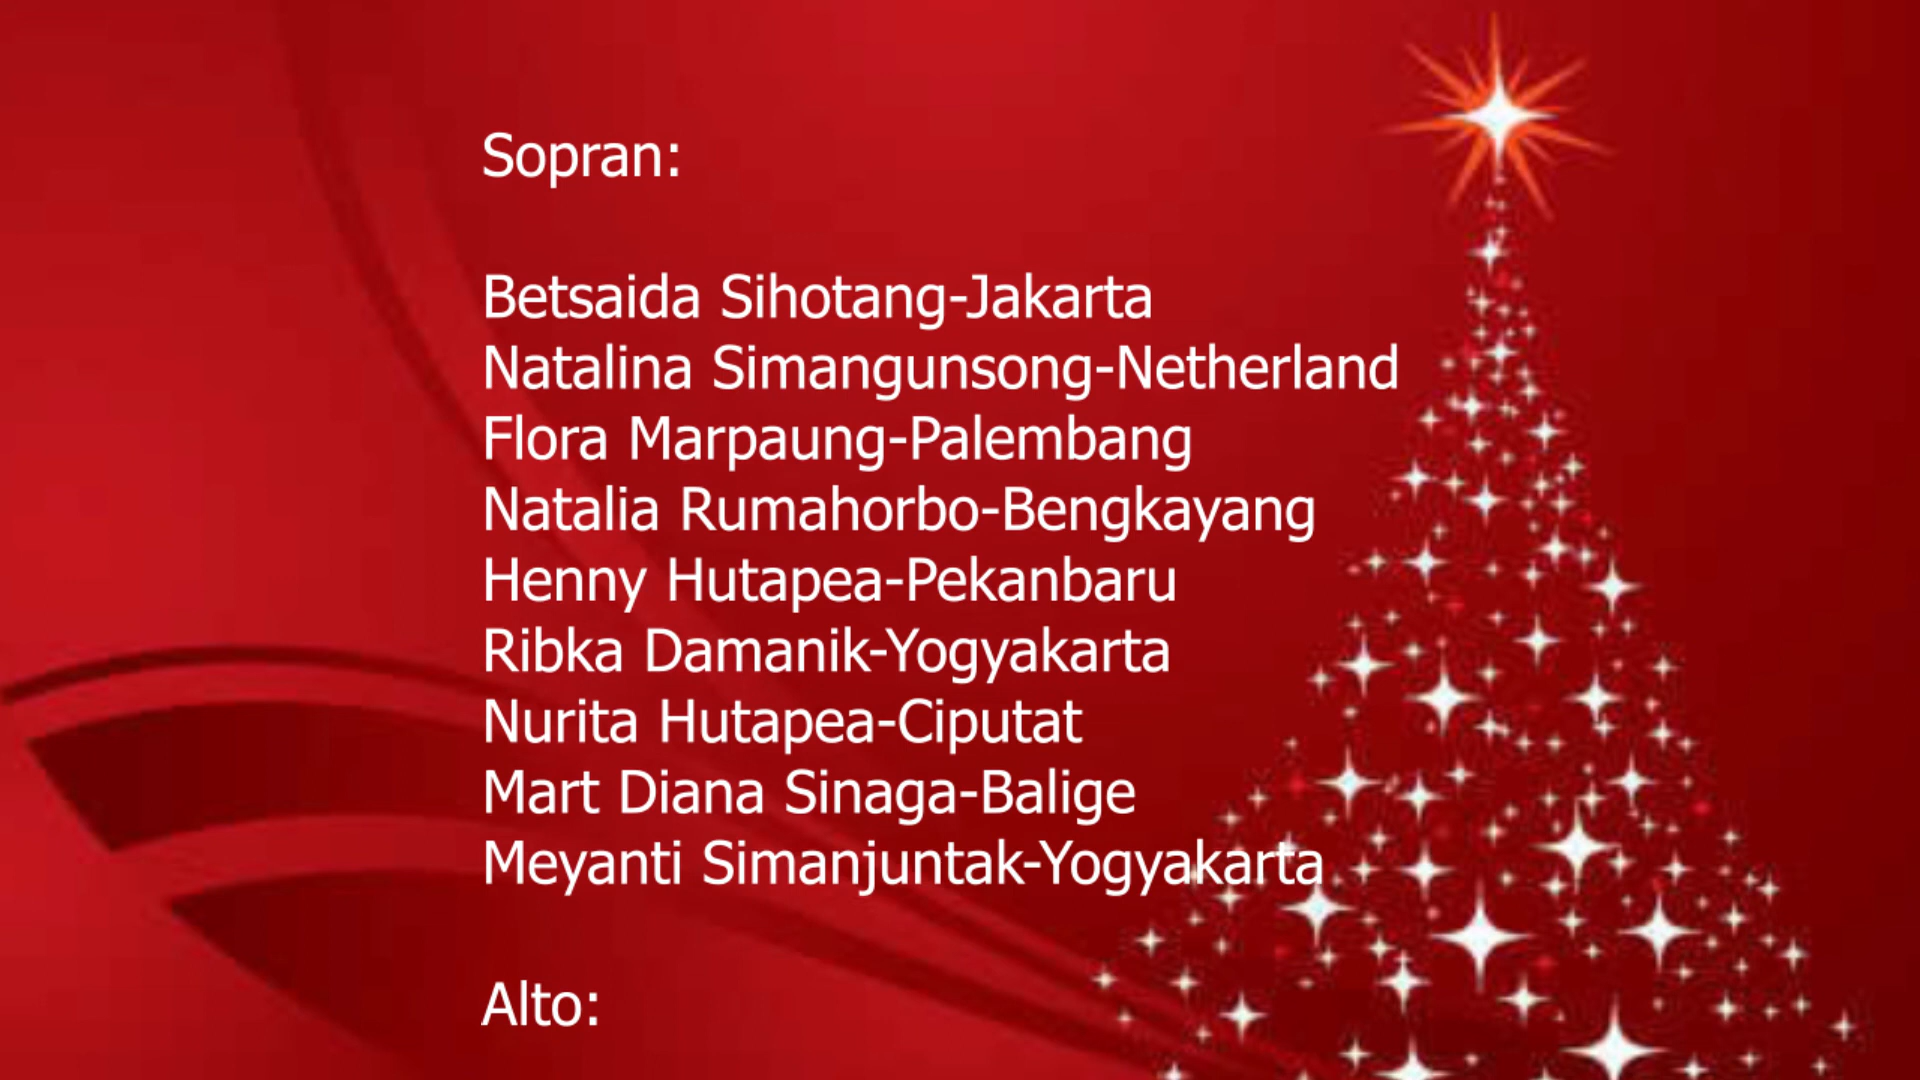 Sopran:
Betsaida Sihotang-Jakarta
Natalina Simangunsong-Netherland
Flora Marpaung-Palembang
Natalia Rumahorbo-Bengkayang
Henny Hutapea-Pekanbaru
Ribka Damanik-Yogyakarta
Nurita Hutapea-Ciputat
Mart Diana Sinaga-Balige
Meyanti Simanjuntak-Yogyakarta
Alto: